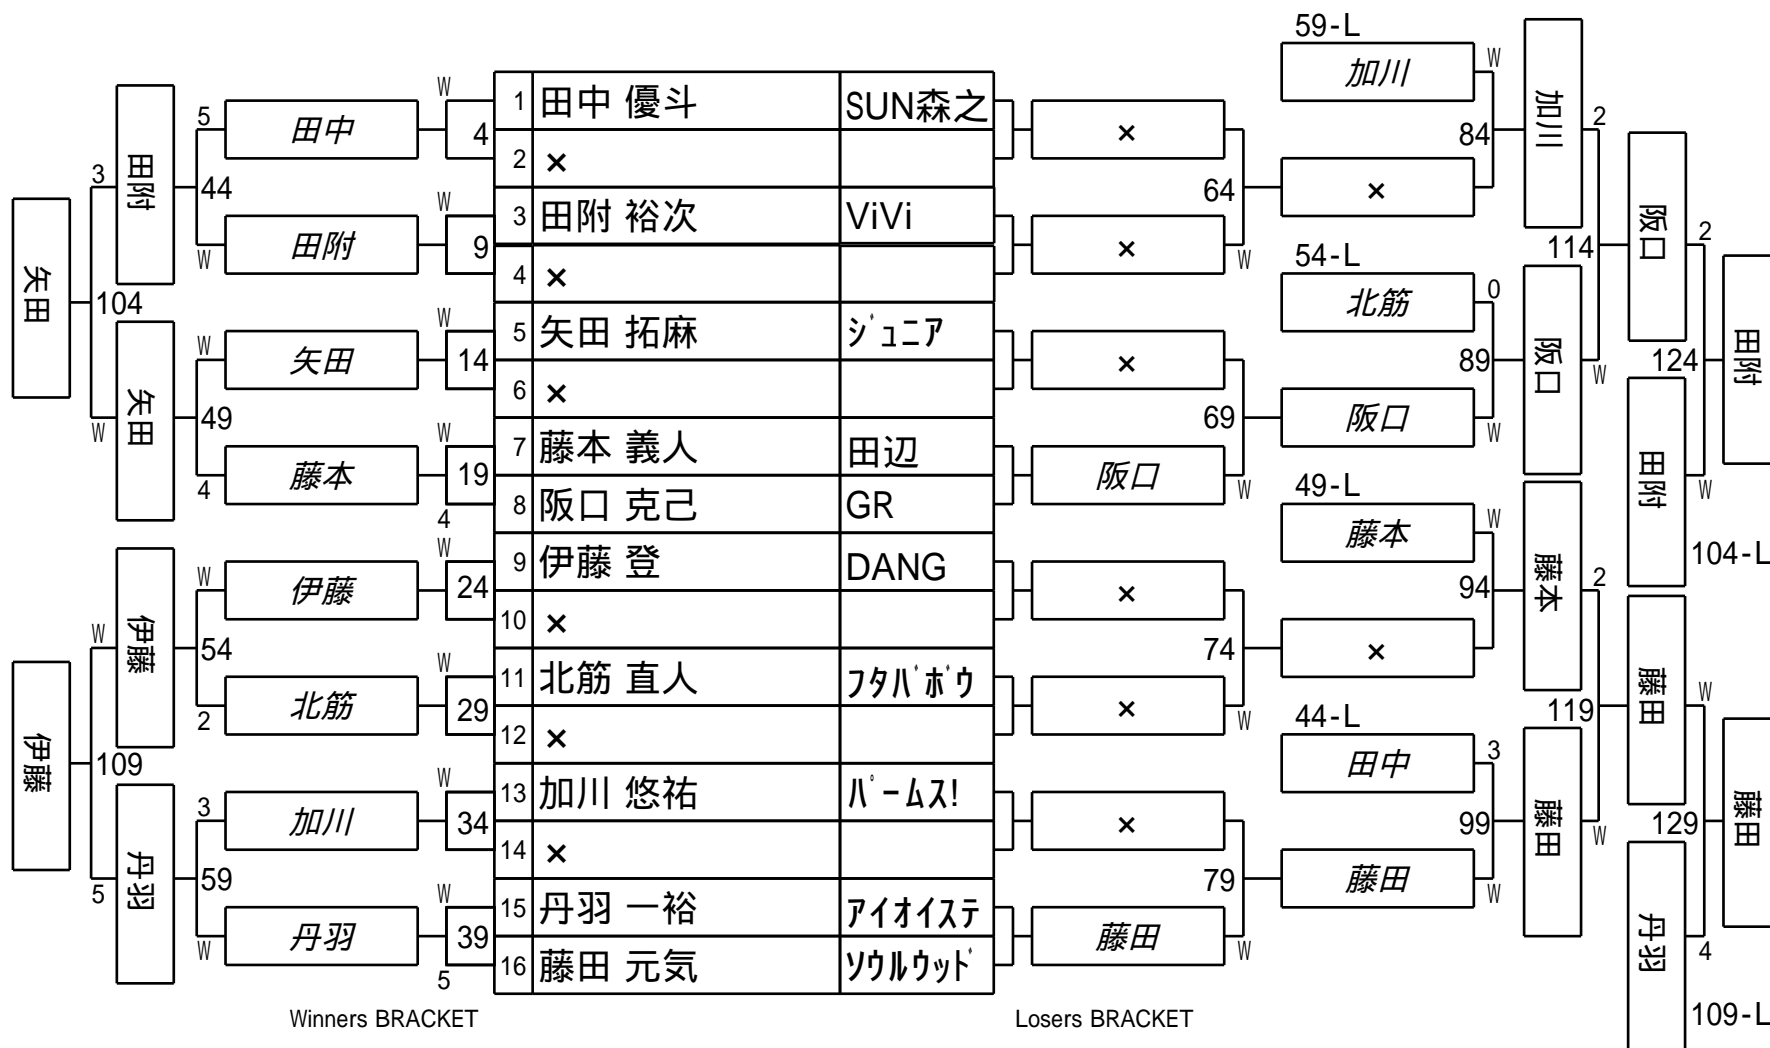 59-L
加川
W
84
×
加川
2
54-L
北筋
0
89
阪口
W
阪口
W
114
阪口
2
124
田附
49-L
藤本
W
94
×
藤本
2
田附
W
104-L
44-L
田中
3
99
藤田
W
藤田
W
119
藤田
W
129
藤田
丹羽
4
109-L
1 田中 優斗 SUN森之
2 ×
3 田附 裕次 ViVi
4 ×
5 矢田 拓麻 ジュニア
6 ×
7 藤本 義人 田辺
8 阪口 克己 GR
9 伊藤 登 DANG
10 ×
11 北筋 直人 フタバボウ
12 ×
13 加川 悠祐 パームス!
14 ×
15 丹羽 一裕 アイオイステ
16 藤田 元気 ソウルウッド
W
4
田中
5
W
9
田附
W
44
田附
3
W
14
矢田
W
W
19
4
藤本
4
49
矢田
W
104
矢田
W
24
伊藤
W
W
29
北筋
2
54
伊藤
W
W
34
加川
3
W
39
5
丹羽
W
59
丹羽
5
109
伊藤
×
×
64
W
×
阪口
69
W
×
×
74
W
×
藤田
79
W
Winners BRACKET
Losers BRACKET